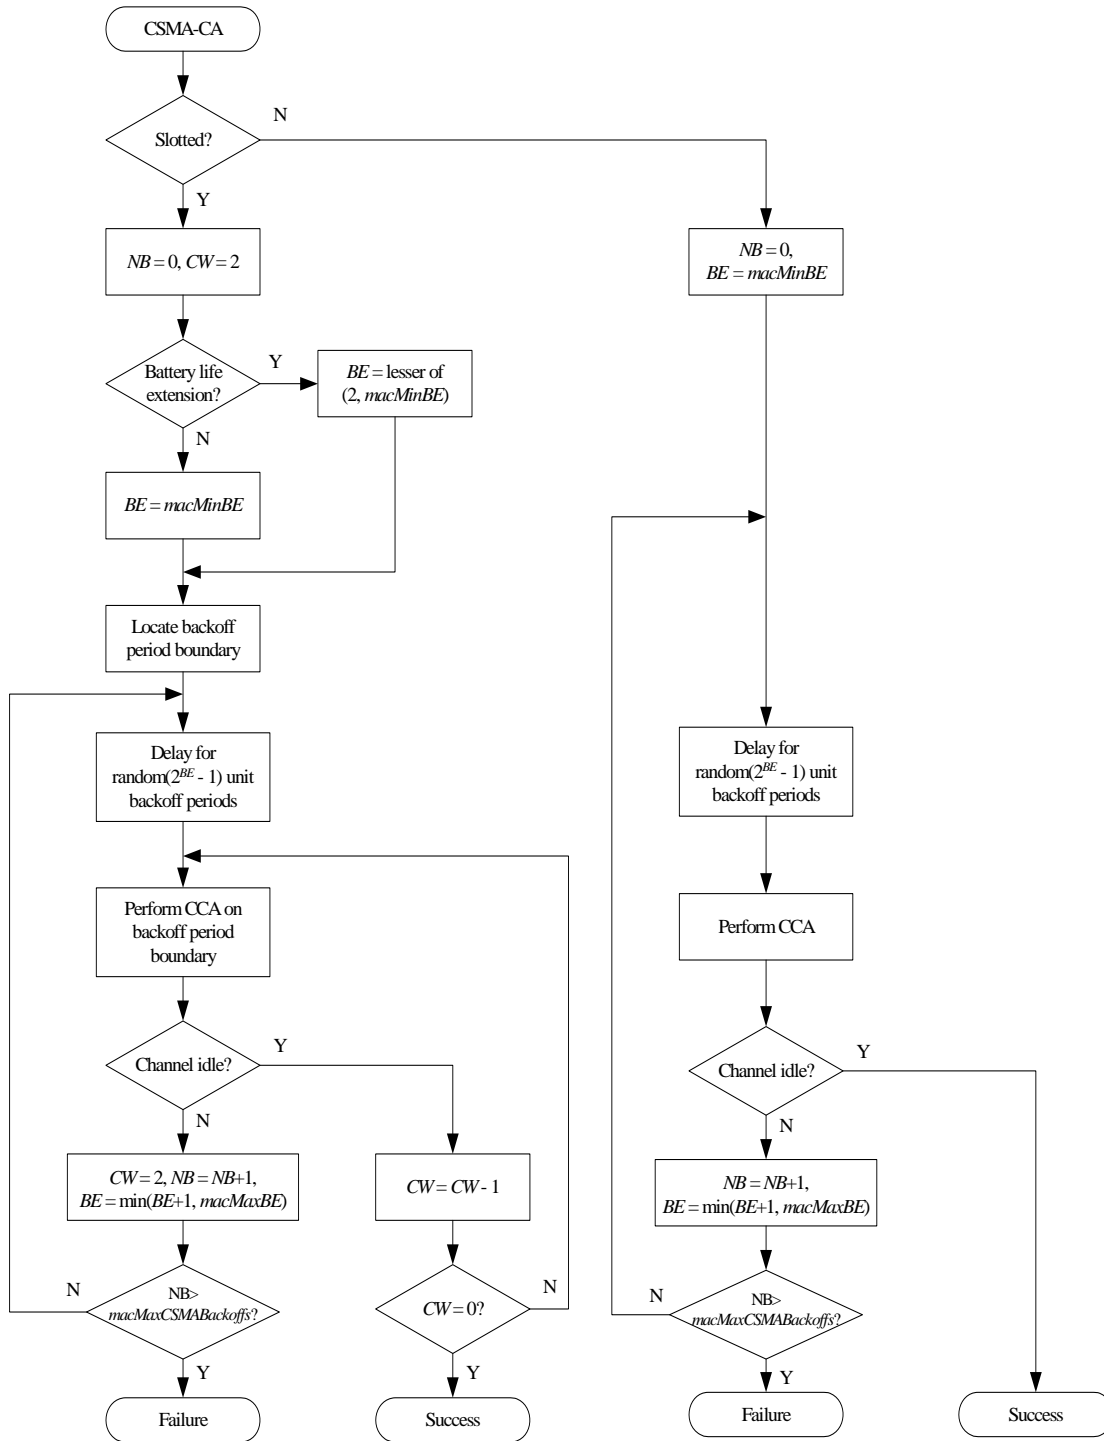 CSMA-CA
Slotted?
N
Y
NB = 0, CW = 2
NB = 0,
BE = macMinBE
Battery life
extension?
Y
BE = lesser of
(2, macMinBE)
N
BE = macMinBE
Locate backoff
period boundary
Delay for
random(2^BE - 1) unit
backoff periods
Delay for
random(2^BE - 1) unit
backoff periods
Perform CCA on
backoff period
boundary
Perform CCA
Channel idle?
Y
N
Channel idle?
Y
N
CW = 2, NB = NB+1,
BE = min(BE+1, macMaxBE)
CW = CW - 1
NB = NB+1,
BE = min(BE+1, macMaxBE)
N
NB>
macMaxCSMABackoffs?
Y
CW = 0?
N
Y
N
NB>
macMaxCSMABackoffs?
Y
Failure
Success
Failure
Success